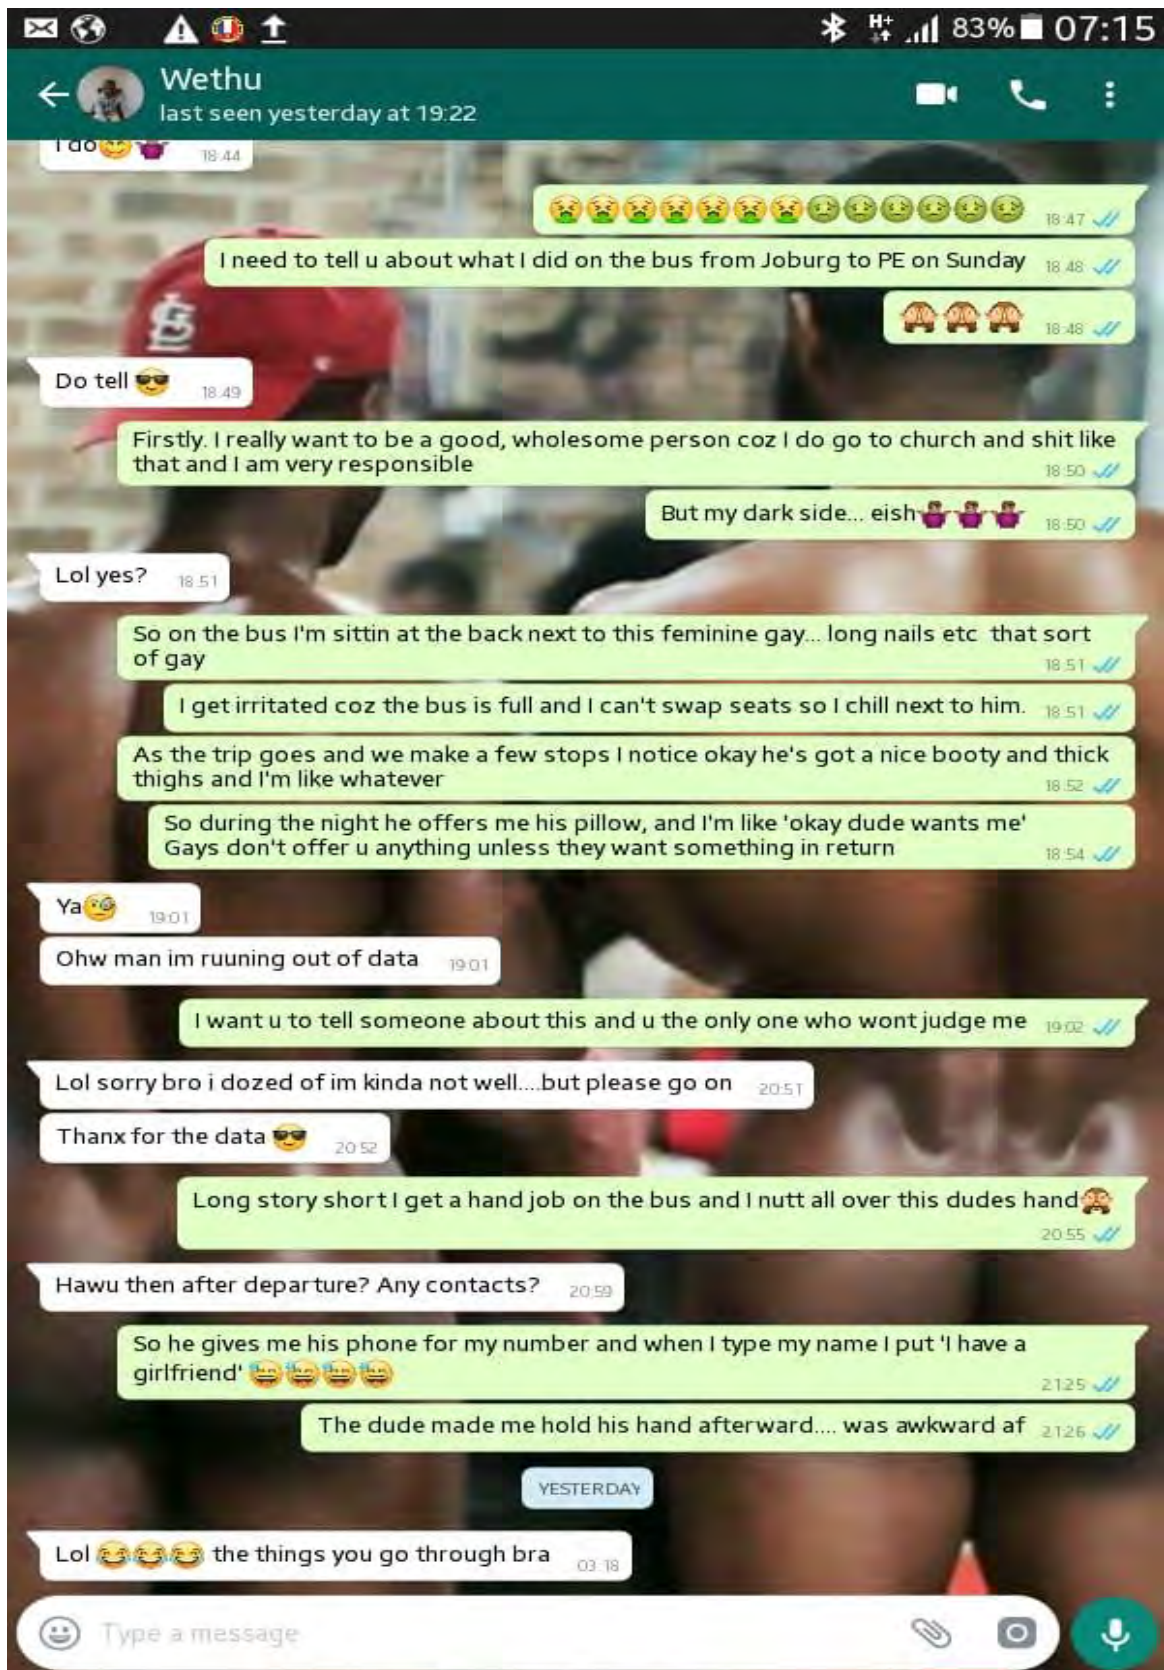 83% 07:15
Wethu
last seen yesterday at 19:22
I do😋🤷🏾‍♂️ 18:44
🤮🤮🤮🤮🤮🤮🤮🤢🤢🤢🤢🤢🤢 18:47
I need to tell u about what I did on the bus from Joburg to PE on Sunday 18:48
🙈🙈🙈 18:48
Do tell 😎 18:49
Firstly. I really want to be a good, wholesome person coz I do go to church and shit like
that and I am very responsible 18:50
But my dark side... eish🤷🏾‍♂️🤷🏾‍♂️🤷🏾‍♂️ 18:50
Lol yes? 18:51
So on the bus I'm sittin at the back next to this feminine gay... long nails etc that sort
of gay 18:51
I get irritated coz the bus is full and I can't swap seats so I chill next to him. 18:51
As the trip goes and we make a few stops I notice okay he's got a nice booty and thick
thighs and I'm like whatever 18:52
So during the night he offers me his pillow, and I'm like 'okay dude wants me'
Gays don't offer u anything unless they want something in return 18:54
Ya🧐 19:01
Ohw man im ruuning out of data 19:01
I want u to tell someone about this and u the only one who wont judge me 19:02
Lol sorry bro i dozed of im kinda not well....but please go on 20:51
Thanx for the data 😎 20:52
Long story short I get a hand job on the bus and I nutt all over this dudes hand🙈
20:55
Hawu then after departure? Any contacts? 20:59
So he gives me his phone for my number and when I type my name I put 'I have a
girlfriend' 😅😅😅😅 21:25
The dude made me hold his hand afterward.... was awkward af 21:26
YESTERDAY
Lol 😂😂😂 the things you go through bra 03:18
Type a message